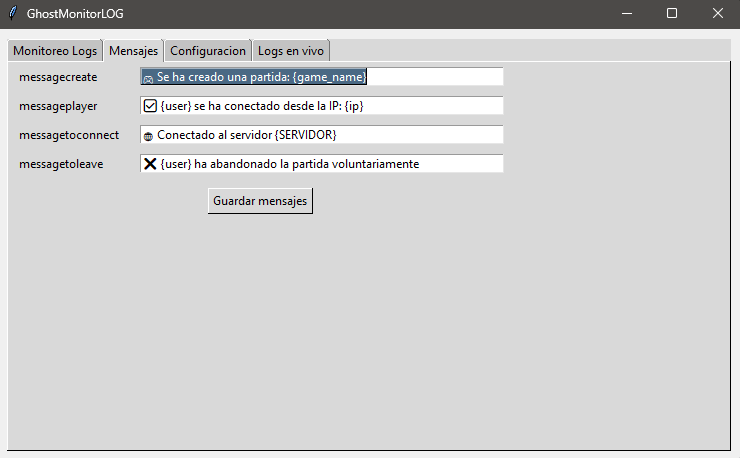 GhostMonitorLOG
Monitoreo Logs Mensajes Configuracion Logs en vivo
messagecreate 🎮 Se ha creado una partida: {game_name}
messageplayer ☑ {user} se ha conectado desde la IP: {ip}
messagetoconnect 🌐 Conectado al servidor {SERVIDOR}
messagetoleave ❌ {user} ha abandonado la partida voluntariamente
Guardar mensajes